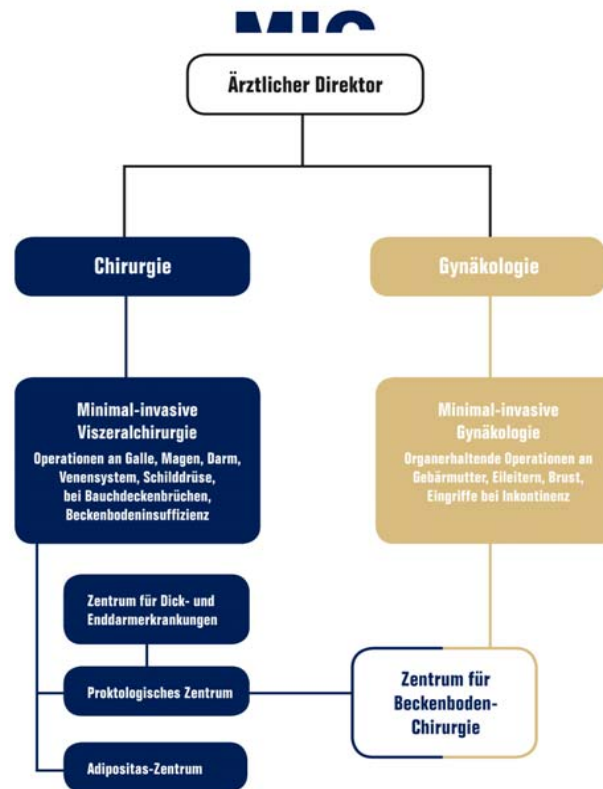 MIC
Ärztlicher Direktor
Chirurgie
Gynäkologie
Minimal-invasive
Viszeralchirurgie
Operationen an Galle, Magen, Darm,
Venensystem, Schilddrüse,
bei Bauchdeckenbrüchen,
Beckenbodeninsuffizienz
Minimal-invasive
Gynäkologie
Organerhaltende Operationen an
Gebärmutter, Eileitern, Brust,
Eingriffe bei Inkontinenz
Zentrum für Dick- und
Enddarmerkrankungen
Proktologisches Zentrum
Zentrum für
Beckenboden-
Chirurgie
Adipositas-Zentrum